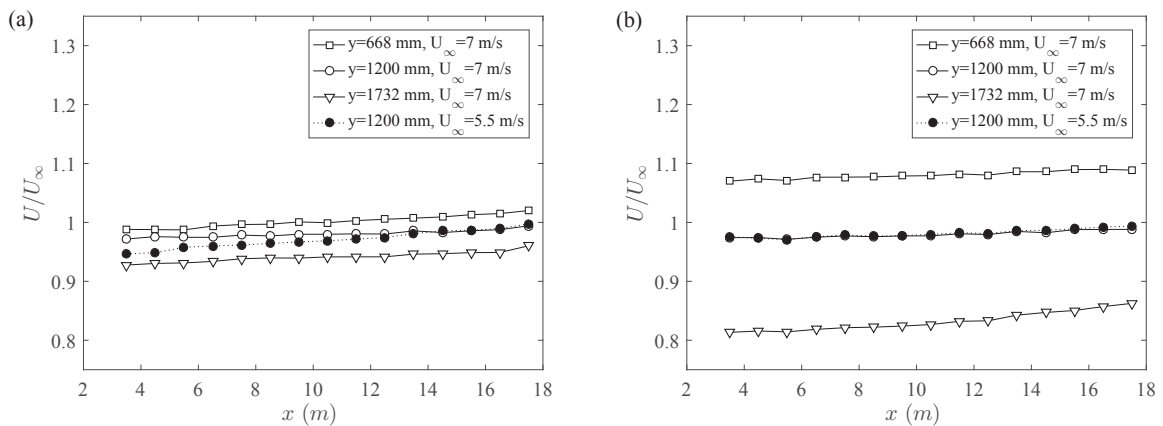 (a)
1.3
1.2
1.1
1
0.9
0.8
U/U∞
2
4
6
8
10
12
14
16
18
x (m)
y=668 mm, U∞=7 m/s
y=1200 mm, U∞=7 m/s
y=1732 mm, U∞=7 m/s
y=1200 mm, U∞=5.5 m/s
(b)
1.3
1.2
1.1
1
0.9
0.8
U/U∞
2
4
6
8
10
12
14
16
18
x (m)
y=668 mm, U∞=7 m/s
y=1200 mm, U∞=7 m/s
y=1732 mm, U∞=7 m/s
y=1200 mm, U∞=5.5 m/s